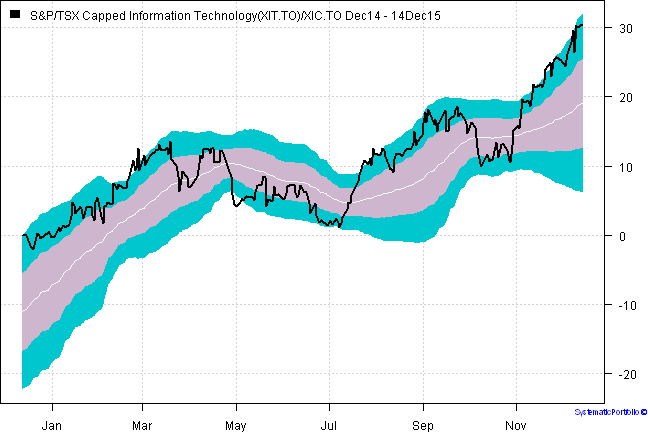 S&P/TSX Capped Information Technology(XIT.TO)/XIC.TO Dec14 - 14Dec15
30
20
10
0
-10
-20
Jan Mar May Jul Sep Nov
SystematicPortfolio ©